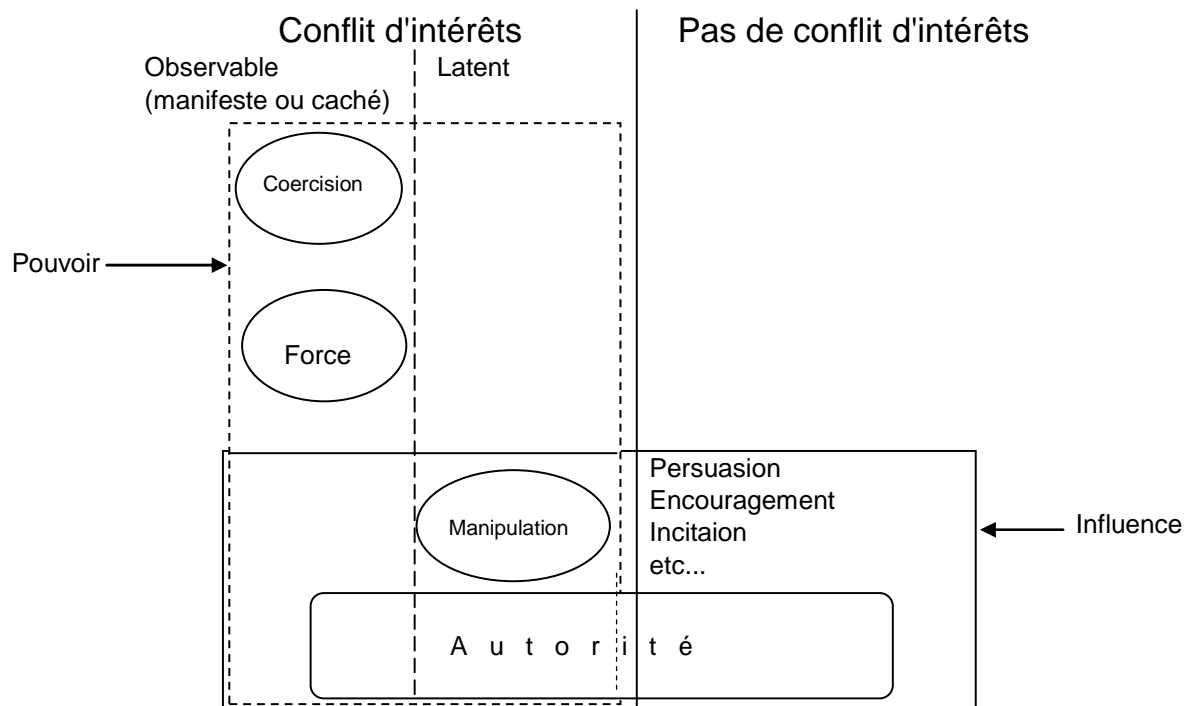 Conflit d'intérêts
Pas de conflit d'intérêts
Observable
(manifeste ou caché)
Latent
Coercision
Pouvoir
Force
Persuasion
Encouragement
Incitaion
etc...
Manipulation
Influence
A u t o r i t é